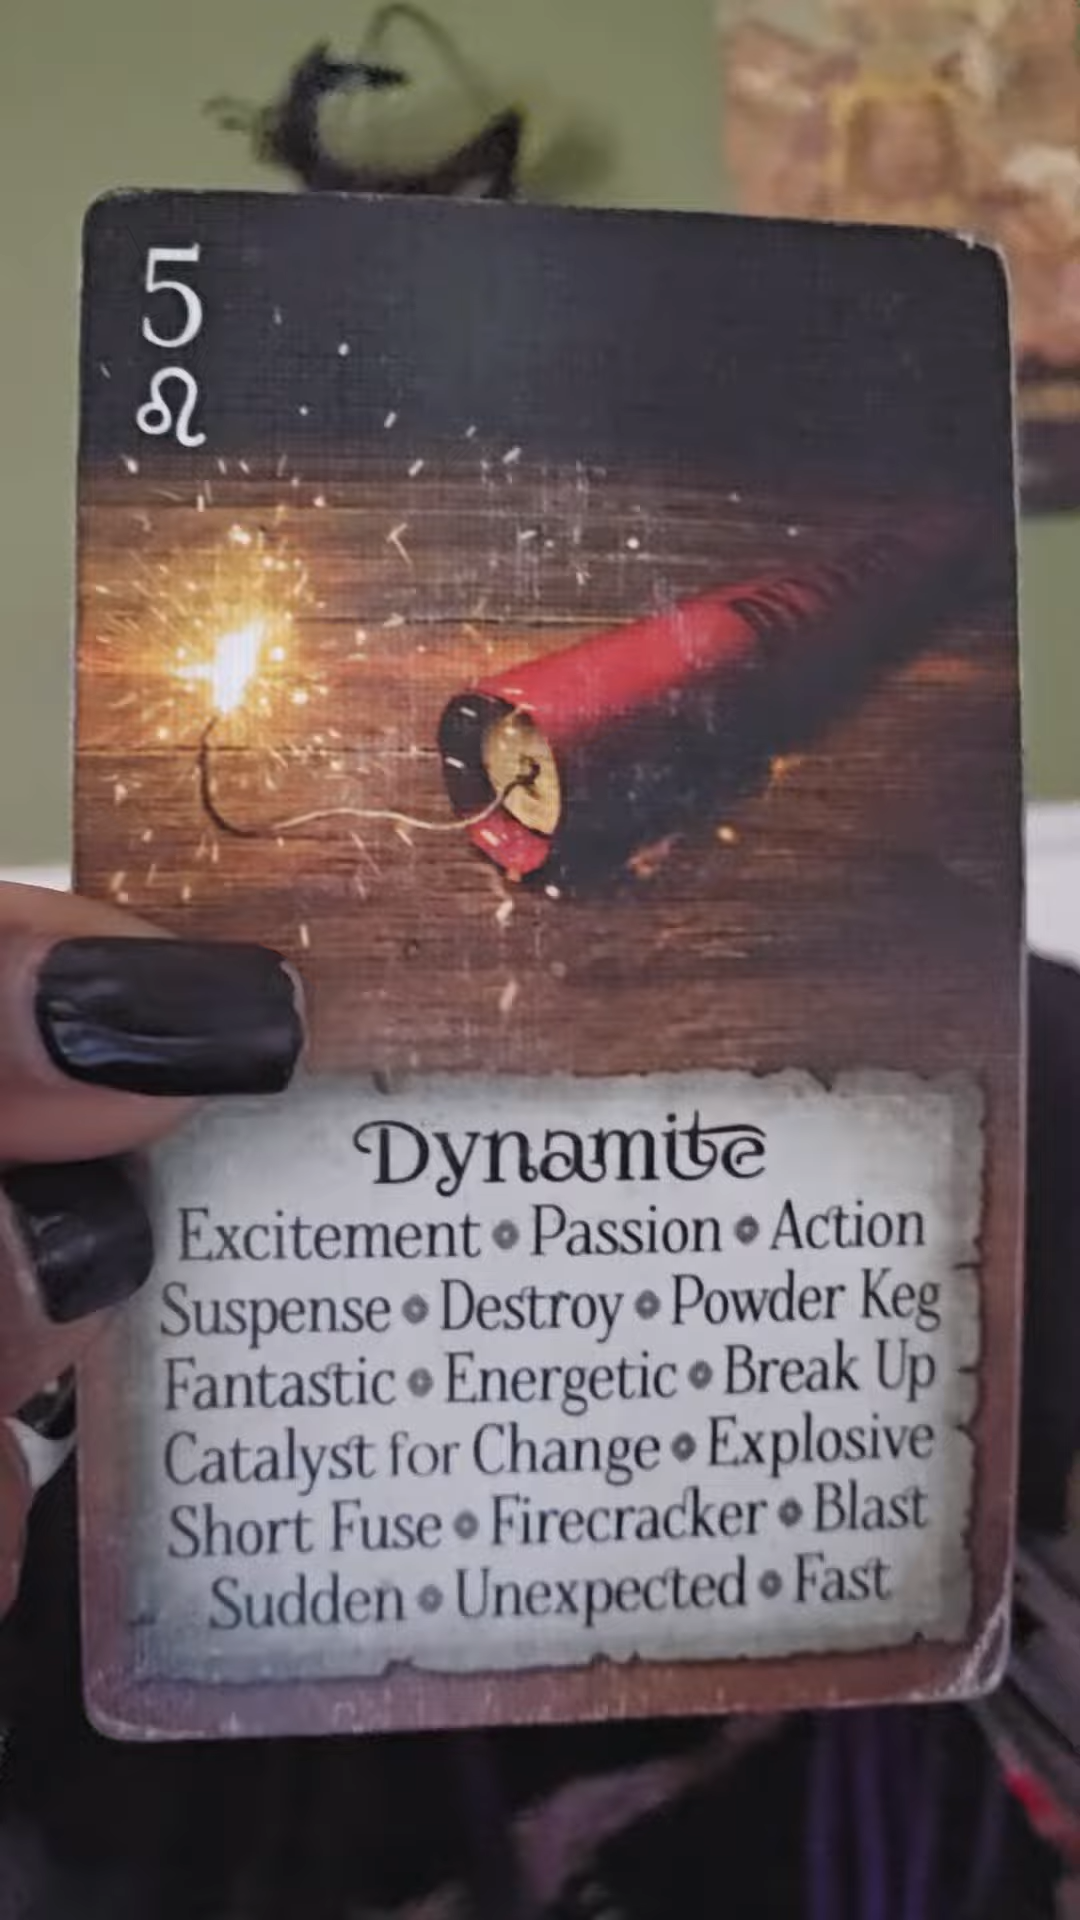 5
♌
Dynamite
Excitement • Passion • Action
Suspense • Destroy • Powder Keg
Fantastic • Energetic • Break Up
Catalyst for Change • Explosive
Short Fuse • Firecracker • Blast
Sudden • Unexpected • Fast